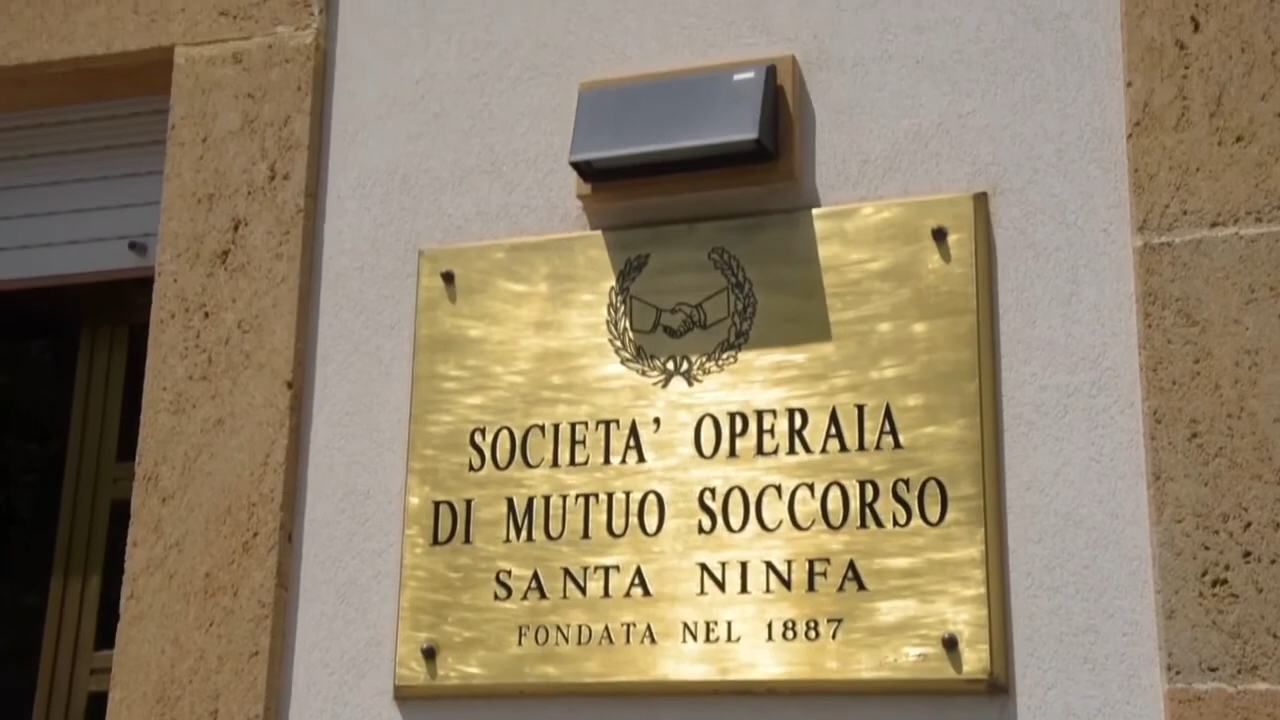 SOCIETA' OPERAIA
DI MUTUO SOCCORSO
SANTA NINFA
FONDATA NEL 1887